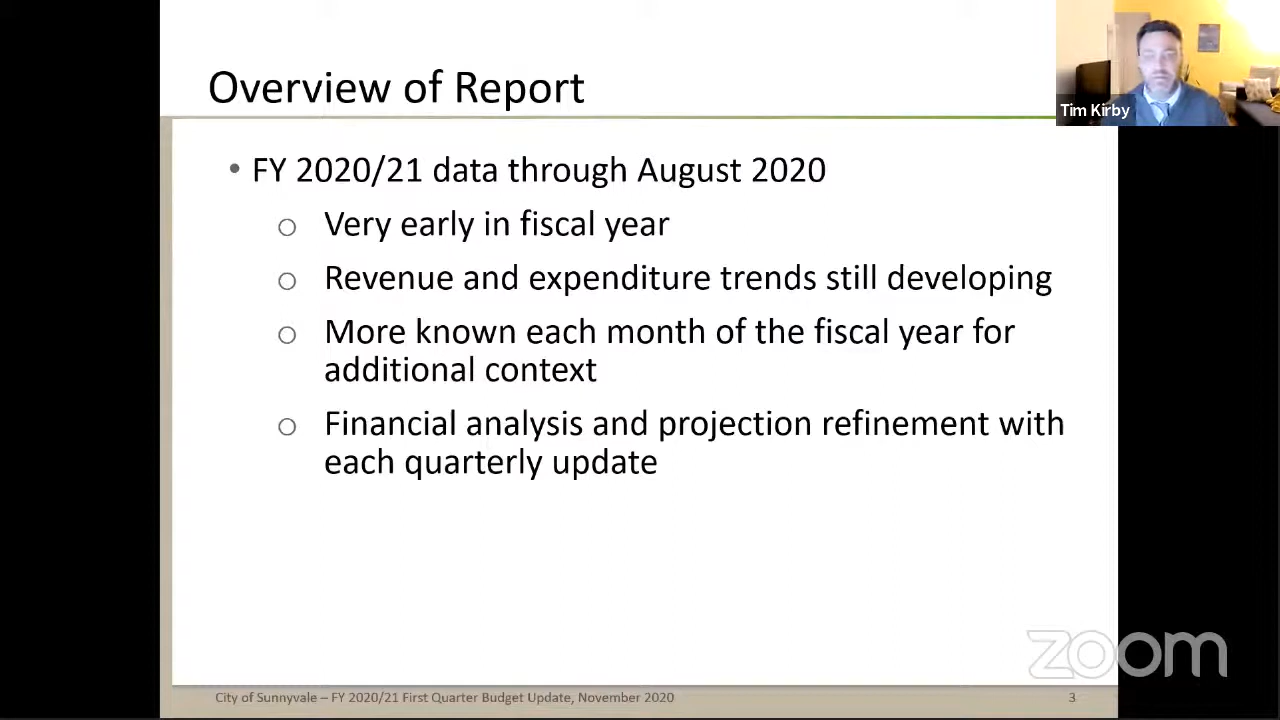 Overview of Report
Tim Kirby
• FY 2020/21 data through August 2020
o Very early in fiscal year
o Revenue and expenditure trends still developing
o More known each month of the fiscal year for
additional context
o Financial analysis and projection refinement with
each quarterly update
zoom
City of Sunnyvale – FY 2020/21 First Quarter Budget Update, November 2020
3